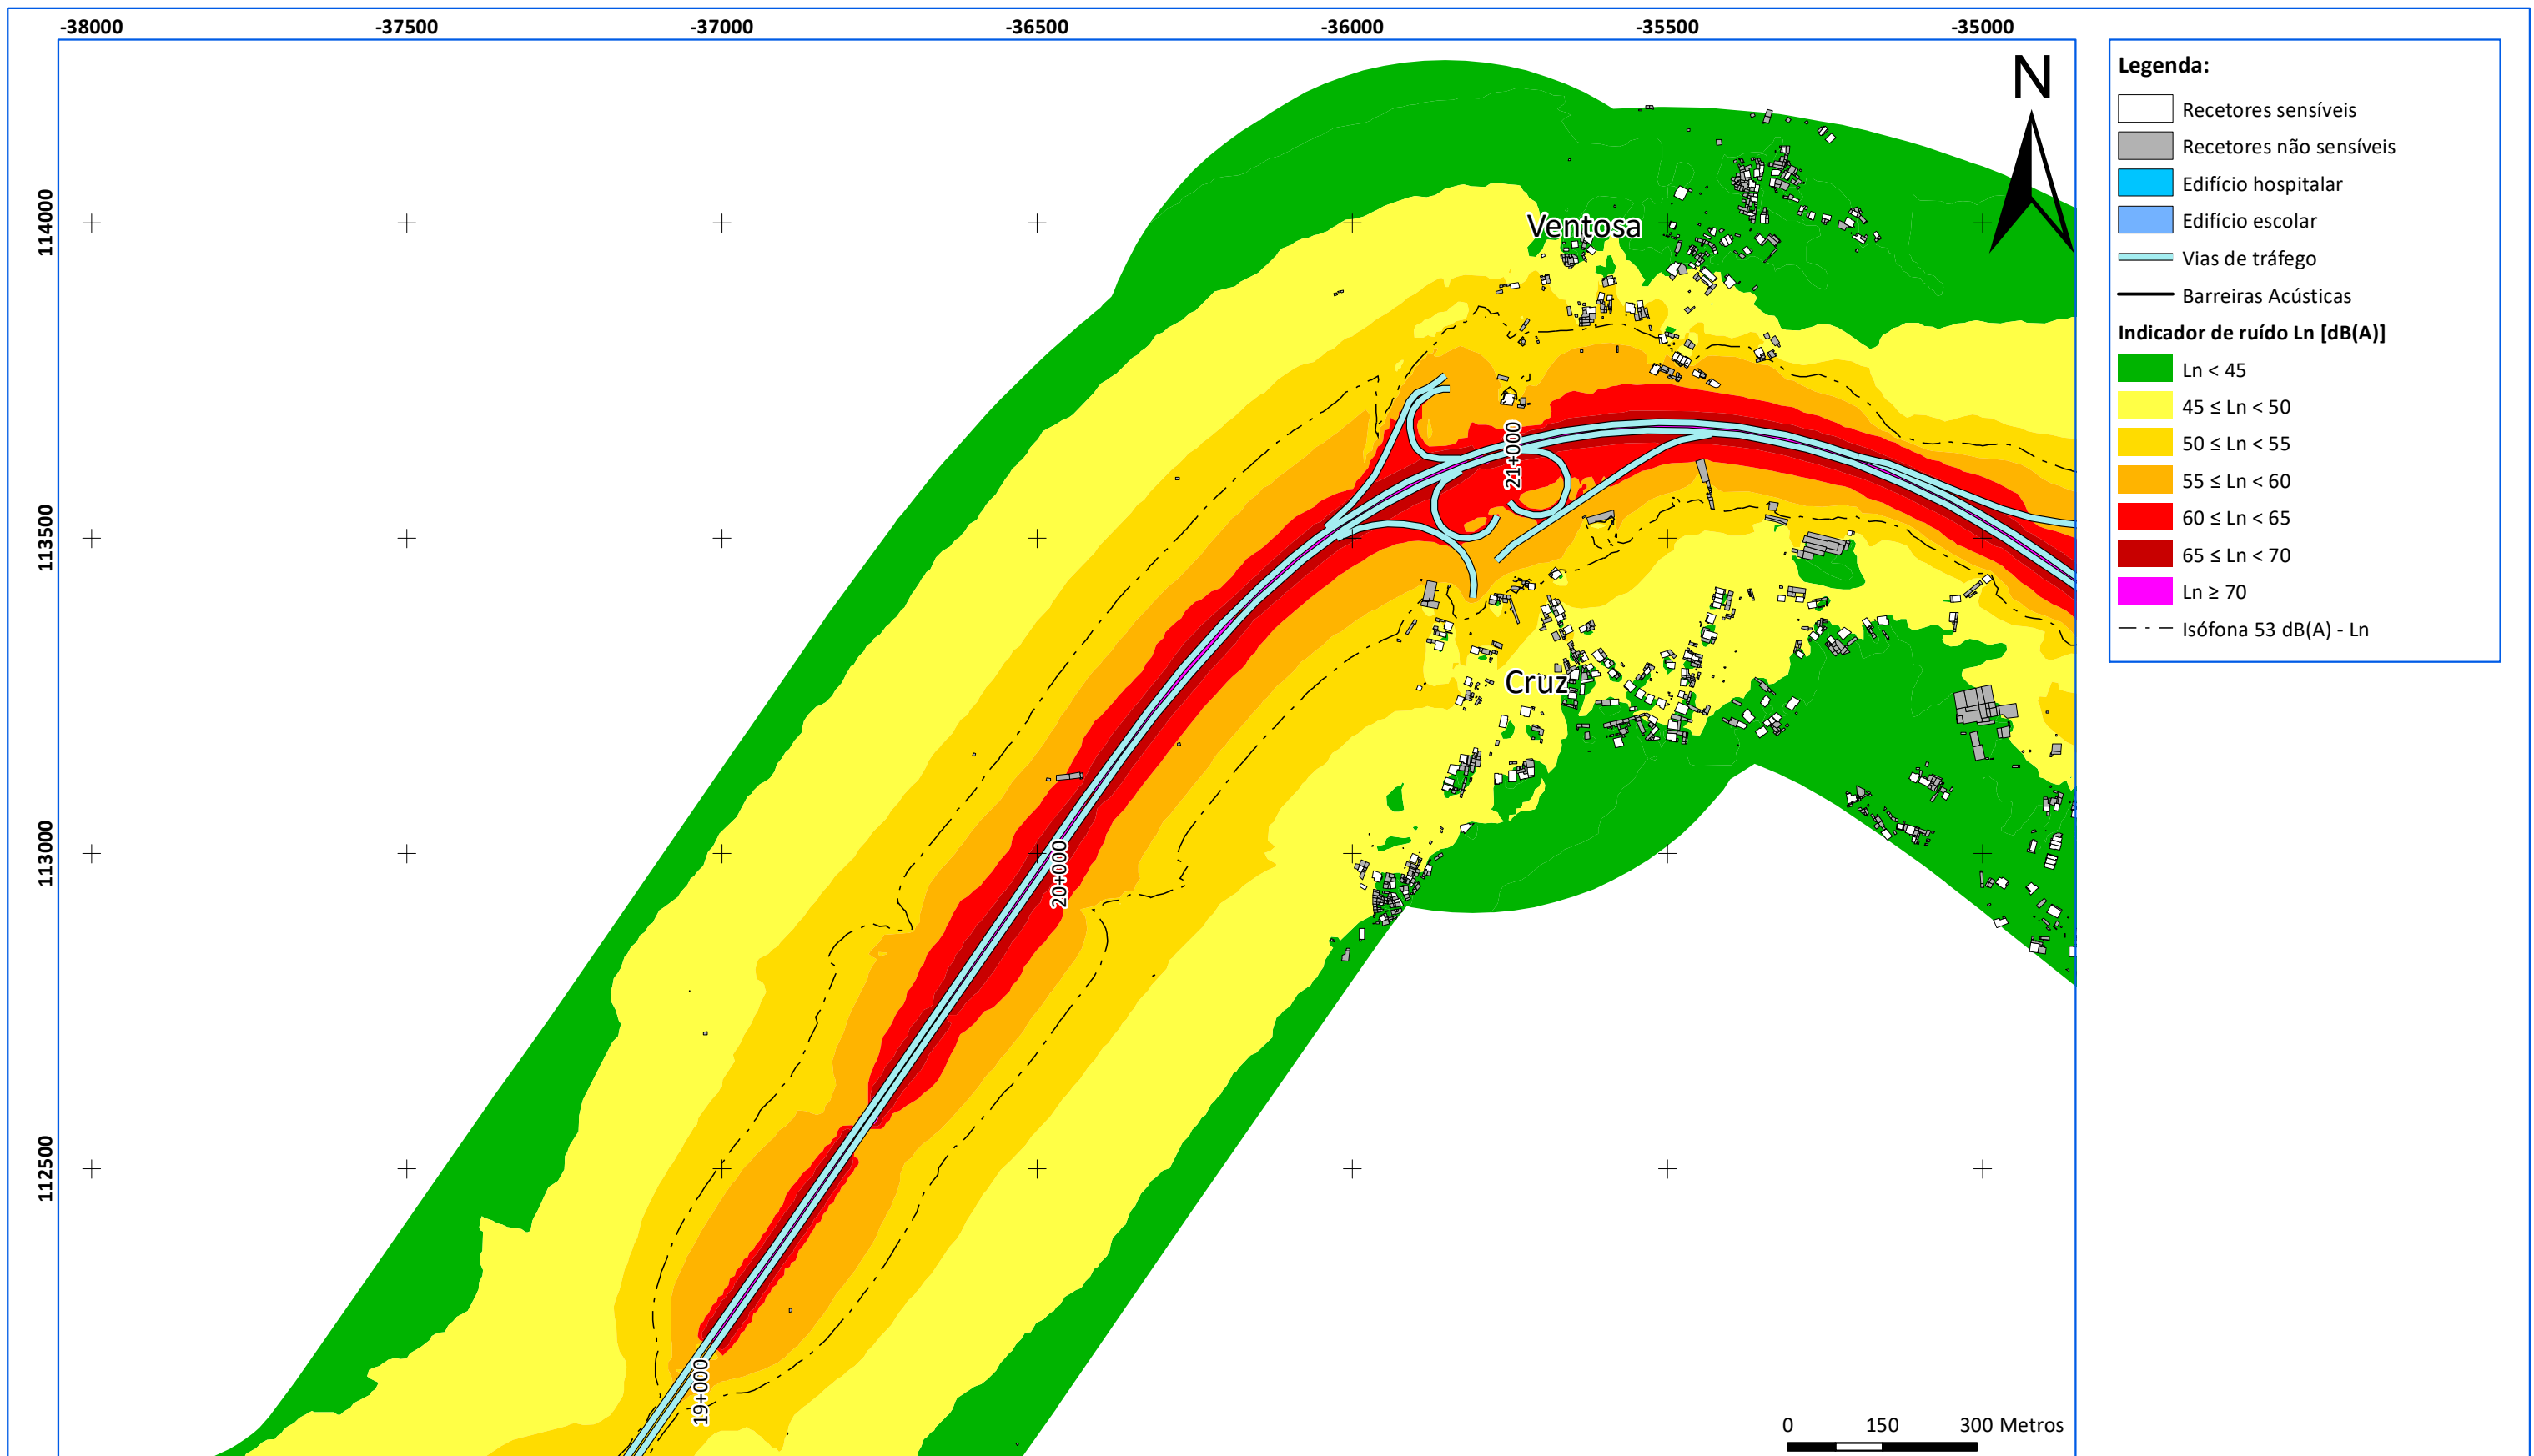 -38000 -37500 -37000 -36500 -36000 -35500 -35000
N
114000
113500
113000
112500
Ventosa
Cruz
21+000
20+000
19+000
0 150 300 Metros
Legenda:
Recetores sensíveis
Recetores não sensíveis
Edifício hospitalar
Edifício escolar
Vias de tráfego
Barreiras Acústicas
Indicador de ruído Ln [dB(A)]
Ln < 45
45 ≤ Ln < 50
50 ≤ Ln < 55
55 ≤ Ln < 60
60 ≤ Ln < 65
65 ≤ Ln < 70
Ln ≥ 70
Isófona 53 dB(A) - Ln